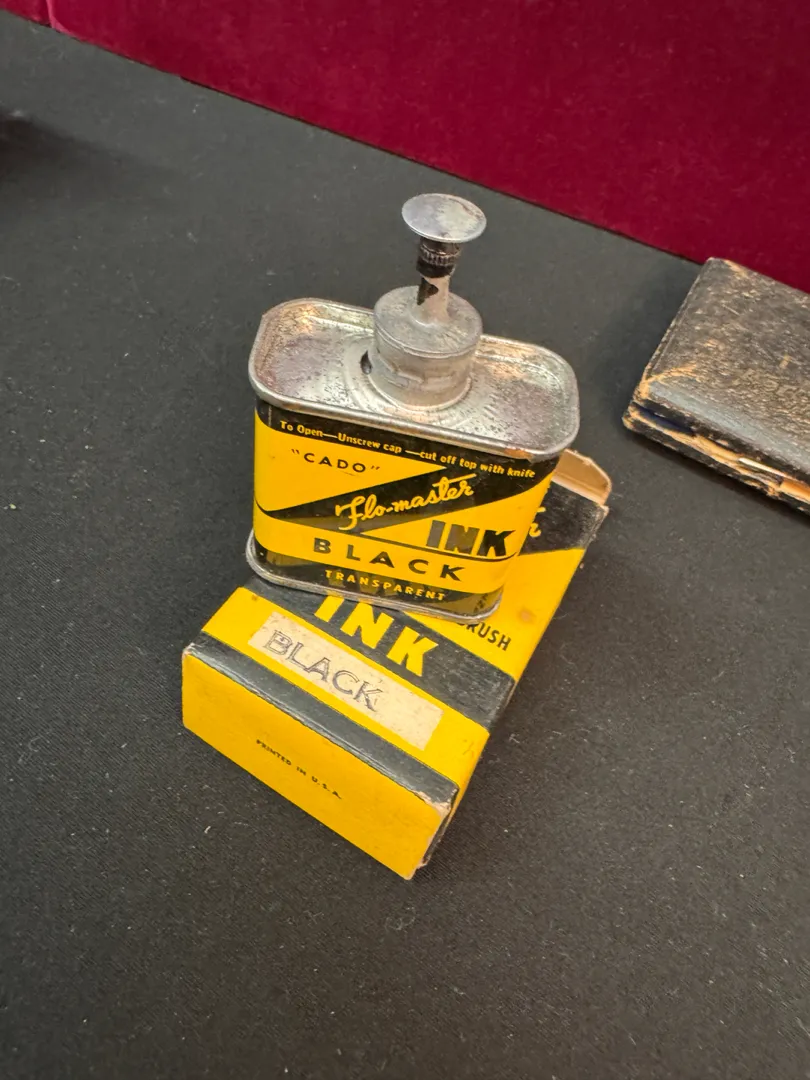 To Open—Unscrew cap—cut off top with knife
"CADO"
Flo-master
INK
BLACK
TRANSPARENT
INK
BLACK
PRINTED IN U.S.A.